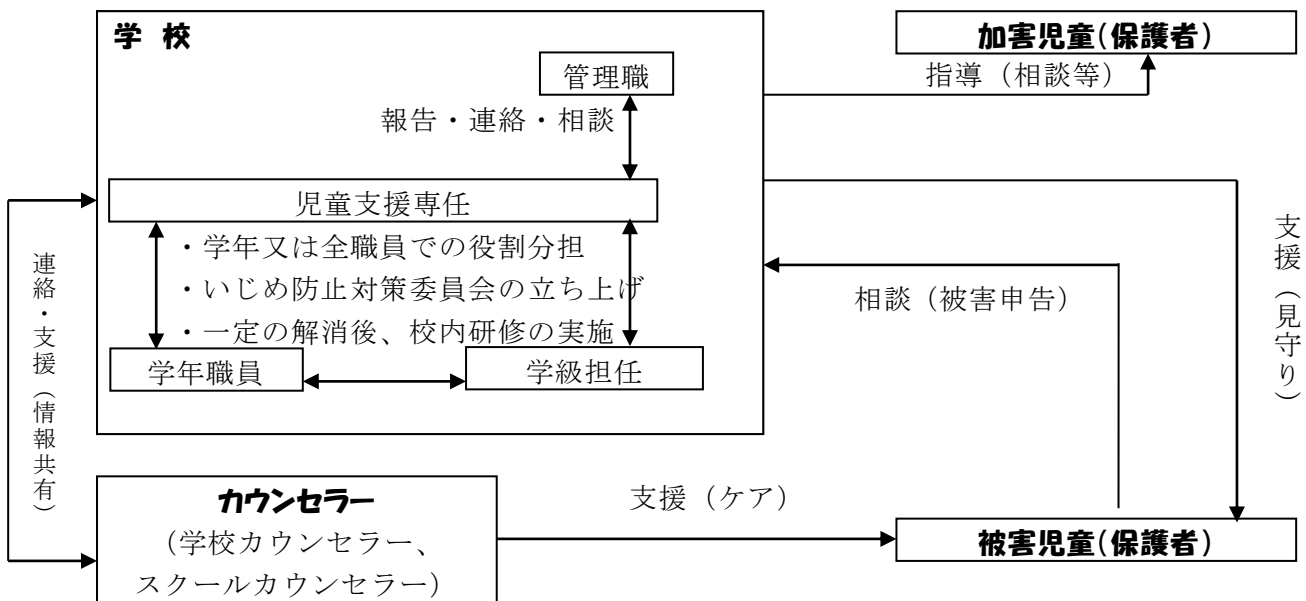 学 校
加害児童(保護者)
管理職
指導（相談等）
報告・連絡・相談
児童支援専任
・学年又は全職員での役割分担
・いじめ防止対策委員会の立ち上げ
・一定の解消後、校内研修の実施
学年職員
学級担任
相談（被害申告）
支援（見守り）
連絡・支援（情報共有）
カウンセラー
（学校カウンセラー、
スクールカウンセラー）
支援（ケア）
被害児童(保護者)